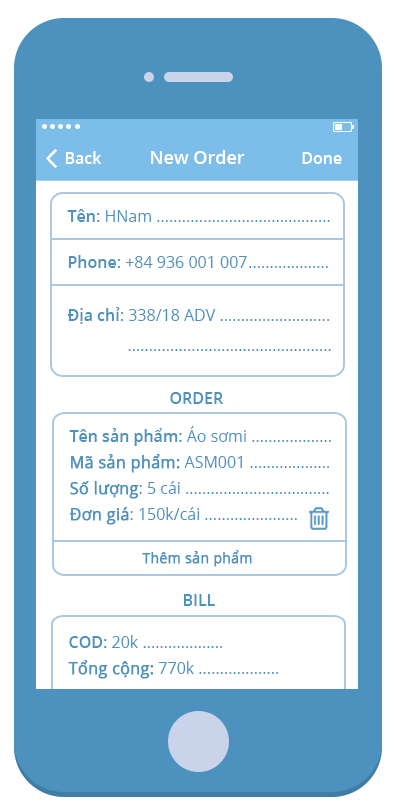 Back New Order Done
Tên: HNam .........................................
Phone: +84 936 001 007...................
Địa chỉ: 338/18 ADV ..........................
................................................
ORDER
Tên sản phẩm: Áo sơmi ...................
Mã sản phẩm: ASM001 ...................
Số lượng: 5 cái ..................................
Đơn giá: 150k/cái ......................
Thêm sản phẩm
BILL
COD: 20k ...................
Tổng cộng: 770k ...................